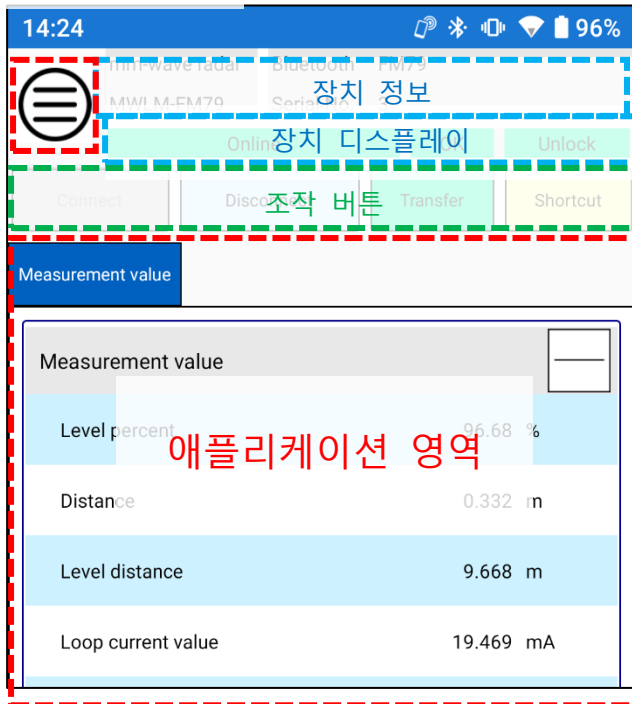 14:24 96%
mm-wave radar Bluetooth FM79
장치 정보
MWLM-FM79 Serial No. 3
Online 장치 디스플레이 OK Unlock
Connect Disconnect 조작 버튼 Transfer Shortcut
Measurement value
Measurement value
Level percent 96.68 %
애플리케이션 영역
Distance 0.332 m
Level distance 9.668 m
Loop current value 19.469 mA